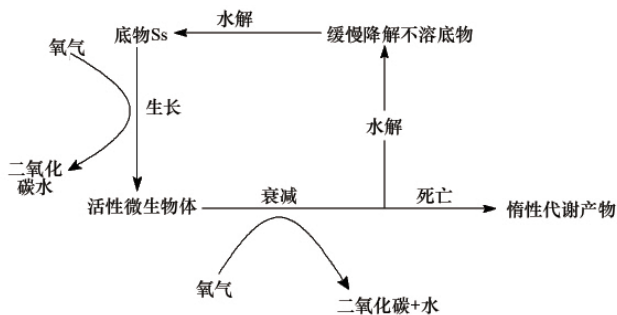 底物Ss
水解
缓慢降解不溶底物
氧气
生长
水解
二氧化
碳水
活性微生物体
衰减
死亡
惰性代谢产物
氧气
二氧化碳+水